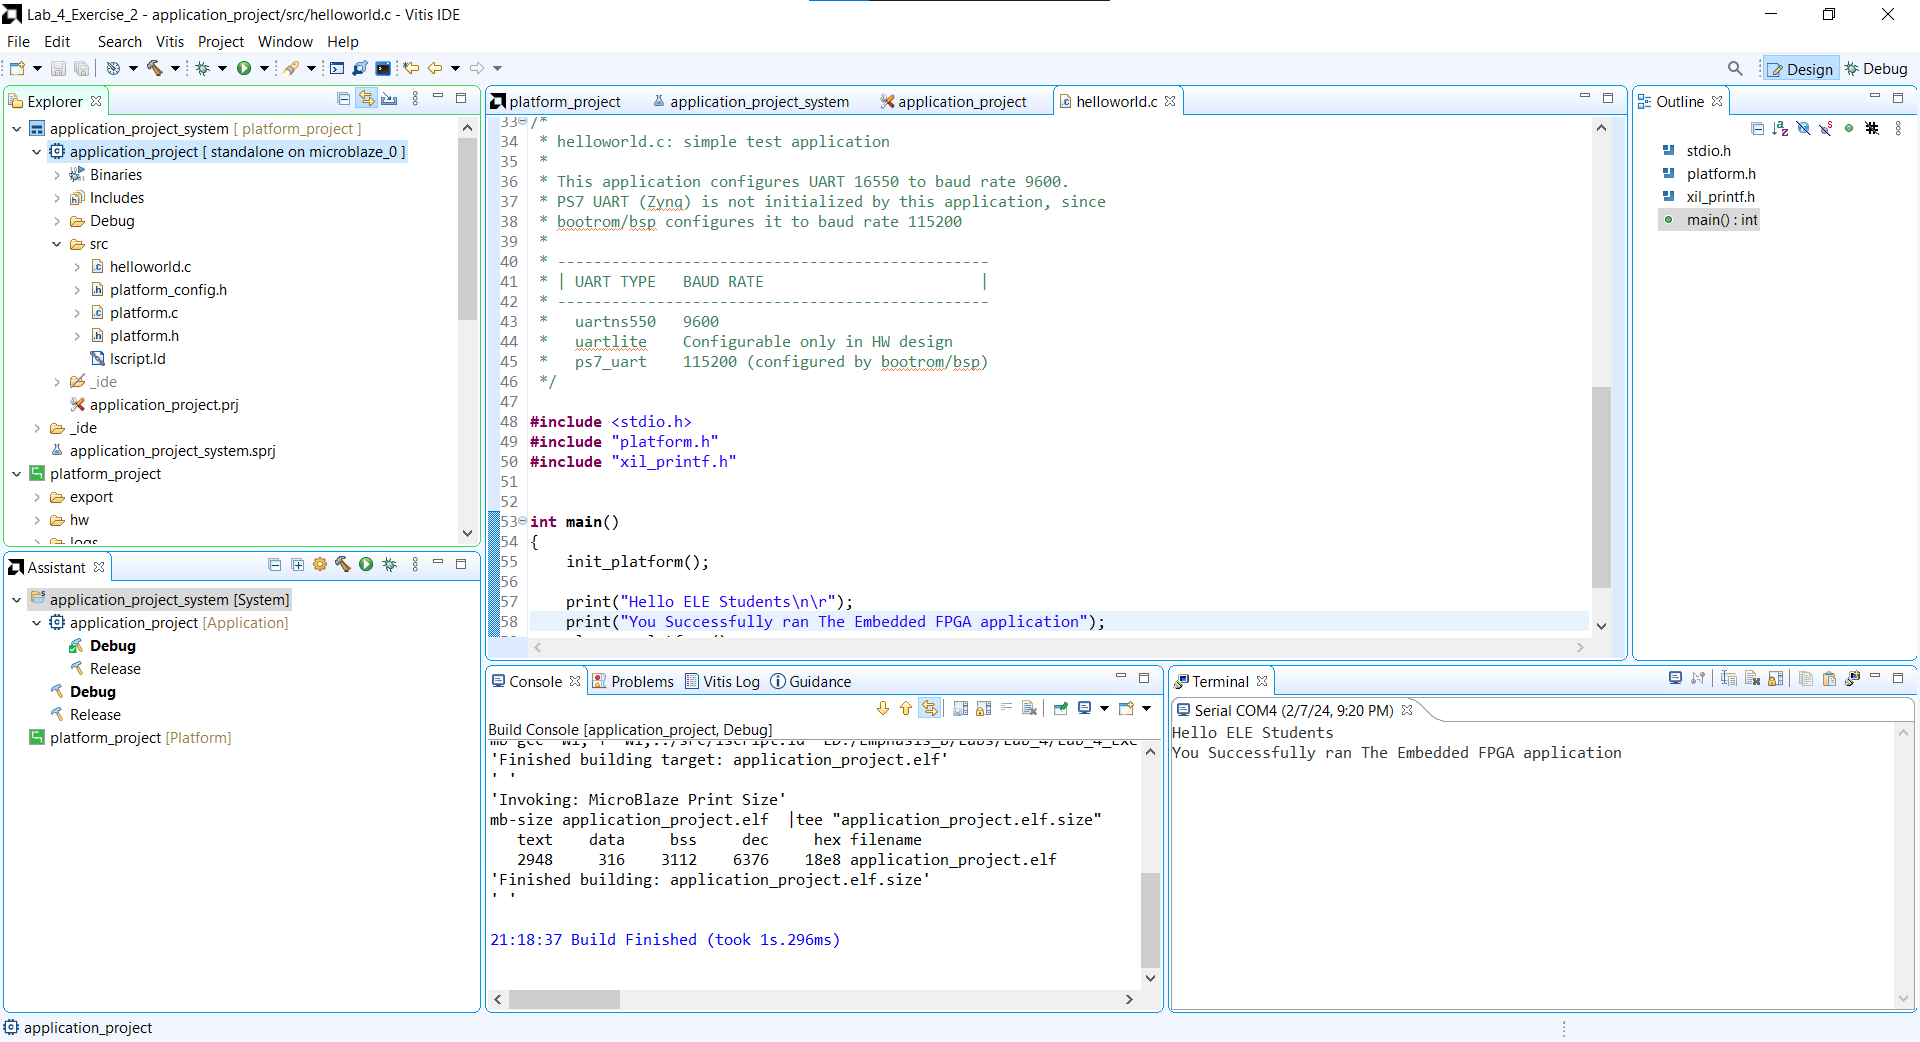 Lab_4_Exercise_2 - application_project/src/helloworld.c - Vitis IDE
File Edit Search Vitis Project Window Help
Design Debug
Explorer
application_project_system [ platform_project ]
application_project [ standalone on microblaze_0 ]
Binaries
Includes
Debug
src
helloworld.c
platform_config.h
platform.c
platform.h
lscript.ld
_ide
application_project.prj
_ide
application_project_system.sprj
platform_project
export
hw
logs
Assistant
application_project_system [System]
application_project [Application]
Debug
Release
Debug
Release
platform_project [Platform]
platform_project application_project_system application_project helloworld.c
33 /*
34 * helloworld.c: simple test application
35 *
36 * This application configures UART 16550 to baud rate 9600.
37 * PS7 UART (Zynq) is not initialized by this application, since
38 * bootrom/bsp configures it to baud rate 115200
39 *
40 * ------------------------------------------------
41 * | UART TYPE   BAUD RATE                        |
42 * ------------------------------------------------
43 *   uartns550   9600
44 *   uartlite    Configurable only in HW design
45 *   ps7_uart    115200 (configured by bootrom/bsp)
46 */
47
48 #include <stdio.h>
49 #include "platform.h"
50 #include "xil_printf.h"
51
52
53 int main()
54 {
55     init_platform();
56
57     print("Hello ELE Students\n\r");
58     print("You Successfully ran The Embedded FPGA application");
Outline
stdio.h
platform.h
xil_printf.h
main() : int
Console Problems Vitis Log Guidance
Build Console [application_project, Debug]
'Finished building target: application_project.elf'
' '
'Invoking: MicroBlaze Print Size'
mb-size application_project.elf  |tee "application_project.elf.size"
   text    data     bss     dec     hex filename
   2948     316    3112    6376    18e8 application_project.elf
'Finished building: application_project.elf.size'
' '
21:18:37 Build Finished (took 1s.296ms)
Terminal
Serial COM4 (2/7/24, 9:20 PM)
Hello ELE Students
You Successfully ran The Embedded FPGA application
application_project